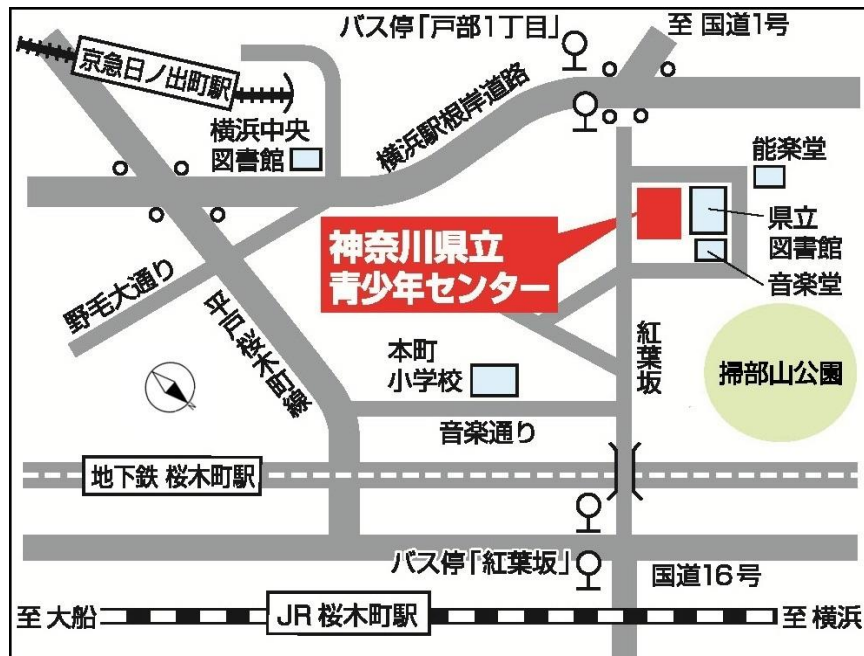 バス停「戸部1丁目」
至 国道1号
京急日ノ出町駅
横浜中央
図書館
横浜駅根岸道路
能楽堂
県立
図書館
音楽堂
神奈川県立
青少年センター
野毛大通り
平戸桜木町線
本町
小学校
紅葉坂
掃部山公園
音楽通り
地下鉄 桜木町駅
バス停「紅葉坂」
国道16号
至 大船
JR 桜木町駅
至 横浜